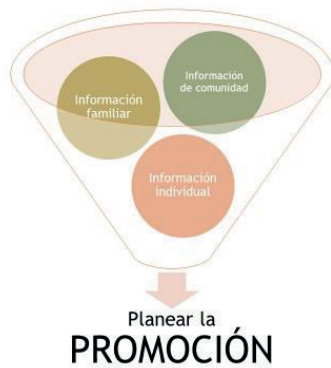 Información
familiar
Información
de comunidad
Información
individual
Planear la
PROMOCIÓN